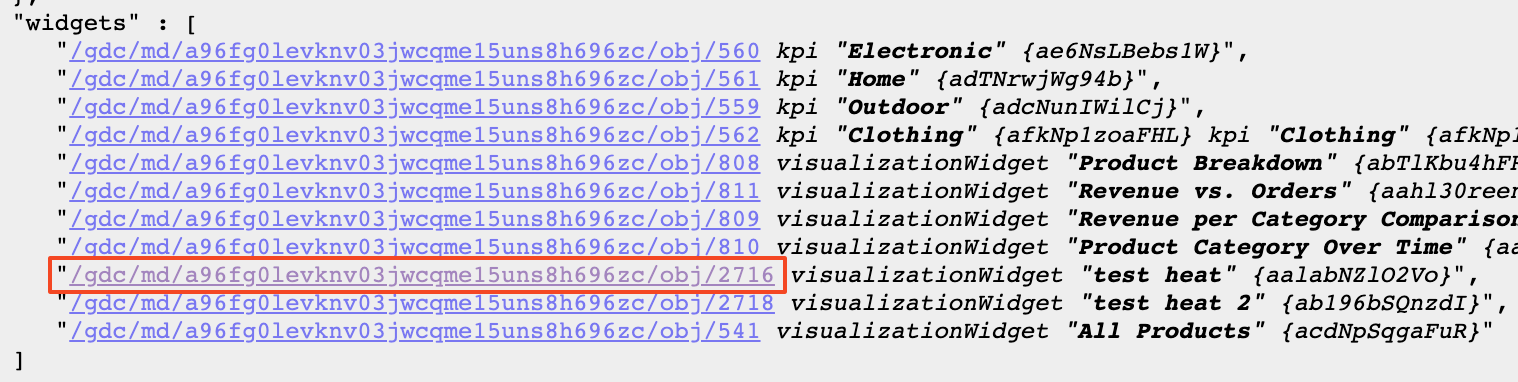 },
"widgets" : [
"/gdc/md/a96fg0levknv03jwcqme15uns8h696zc/obj/560 kpi "Electronic" {ae6NsLBebs1W}",
"/gdc/md/a96fg0levknv03jwcqme15uns8h696zc/obj/561 kpi "Home" {adTNrwjWg94b}",
"/gdc/md/a96fg0levknv03jwcqme15uns8h696zc/obj/559 kpi "Outdoor" {adcNunIWilCj}",
"/gdc/md/a96fg0levknv03jwcqme15uns8h696zc/obj/562 kpi "Clothing" {afkNp1zoaFHL} kpi "Clothing" {afkNp1
"/gdc/md/a96fg0levknv03jwcqme15uns8h696zc/obj/808 visualizationWidget "Product Breakdown" {abTlKbu4hF
"/gdc/md/a96fg0levknv03jwcqme15uns8h696zc/obj/811 visualizationWidget "Revenue vs. Orders" {aahl30reer
"/gdc/md/a96fg0levknv03jwcqme15uns8h696zc/obj/809 visualizationWidget "Revenue per Category Comparison
"/gdc/md/a96fg0levknv03jwcqme15uns8h696zc/obj/810 visualizationWidget "Product Category Over Time" {aa
"/gdc/md/a96fg0levknv03jwcqme15uns8h696zc/obj/2716 visualizationWidget "test heat" {aalabNZlO2Vo}",
"/gdc/md/a96fg0levknv03jwcqme15uns8h696zc/obj/2718 visualizationWidget "test heat 2" {ab196bSQnzdI}",
"/gdc/md/a96fg0levknv03jwcqme15uns8h696zc/obj/541 visualizationWidget "All Products" {acdNpSqgaFuR}"
]